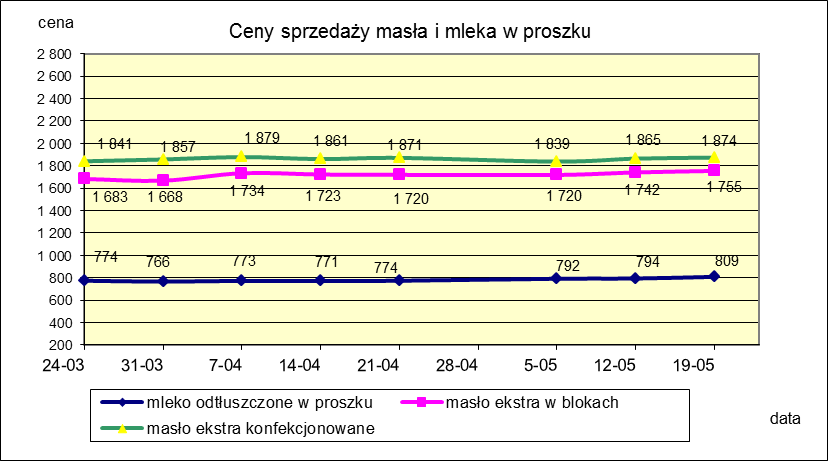 cena
Ceny sprzedaży masła i mleka w proszku
2 800
2 600
2 400
2 200
2 000
1 800
1 600
1 400
1 200
1 000
800
600
400
200
1 841 1 857 1 879 1 861 1 871 1 839 1 865 1 874
1 683 1 668 1 734 1 723 1 720 1 720 1 742 1 755
774 766 773 771 774 792 794 809
24-03 31-03 7-04 14-04 21-04 28-04 5-05 12-05 19-05
mleko odtłuszczone w proszku masło ekstra w blokach
masło ekstra konfekcjonowane
data